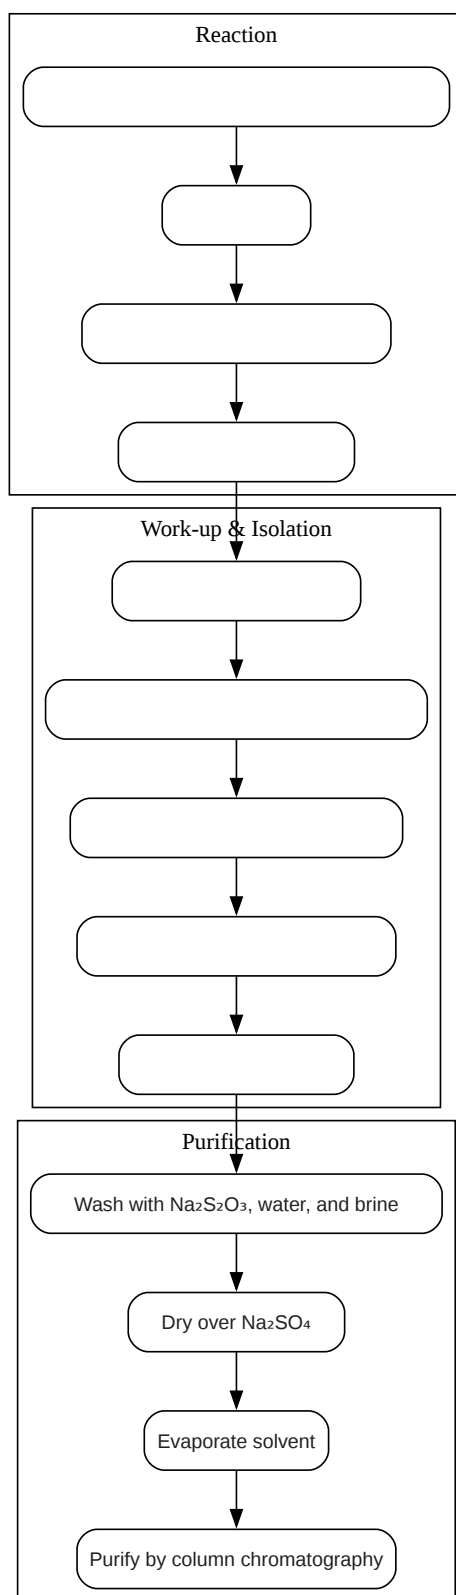 Reaction
Work-up & Isolation
Purification
Wash with Na₂S₂O₃, water, and brine
Dry over Na₂SO₄
Evaporate solvent
Purify by column chromatography